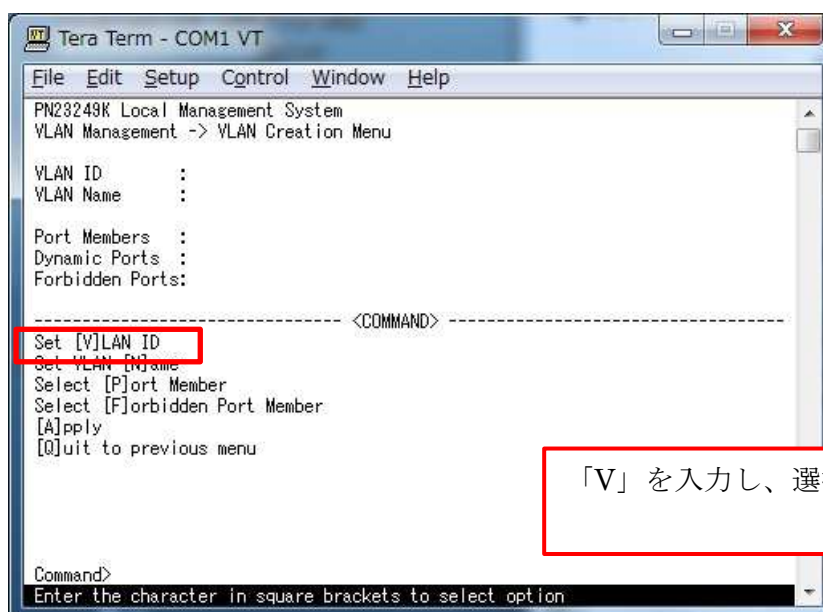 Tera Term - COM1 VT
File Edit Setup Control Window Help
PN23249K Local Management System
VLAN Management -> VLAN Creation Menu
VLAN ID :
VLAN Name :
Port Members :
Dynamic Ports :
Forbidden Ports:
--------------------------------- <COMMAND> ------------------------------------
Set [V]LAN ID
Set VLAN [N]ame
Select [P]ort Member
Select [F]orbidden Port Member
[A]pply
[Q]uit to previous menu
「V」を入力し、選
Command>
Enter the character in square brackets to select option